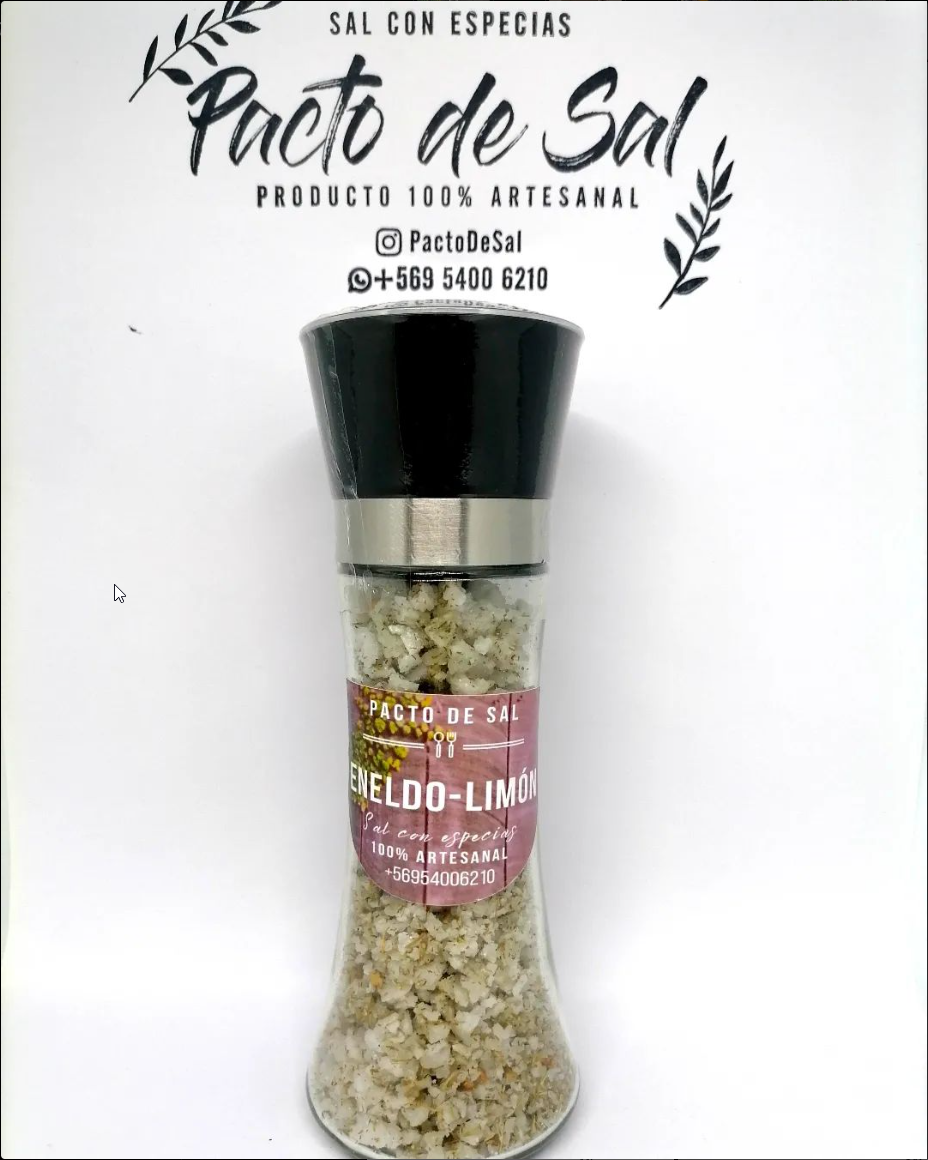 SAL CON ESPECIAS
Pacto de Sal
PRODUCTO 100% ARTESANAL
PactoDeSal
+569 5400 6210
PACTO DE SAL
ENELDO-LIMÓN
Sal con especias
100% ARTESANAL
+56954006210